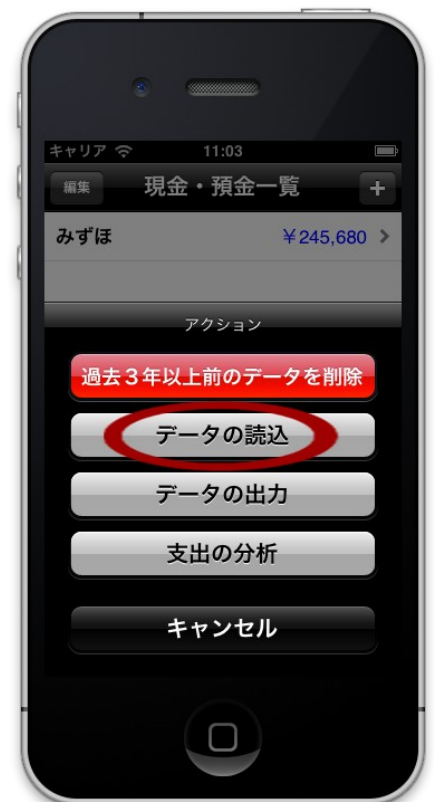 キャリア 11:03
編集 現金・預金一覧 +
みずほ ￥245,680
アクション
過去３年以上前のデータを削除
データの読込
データの出力
支出の分析
キャンセル